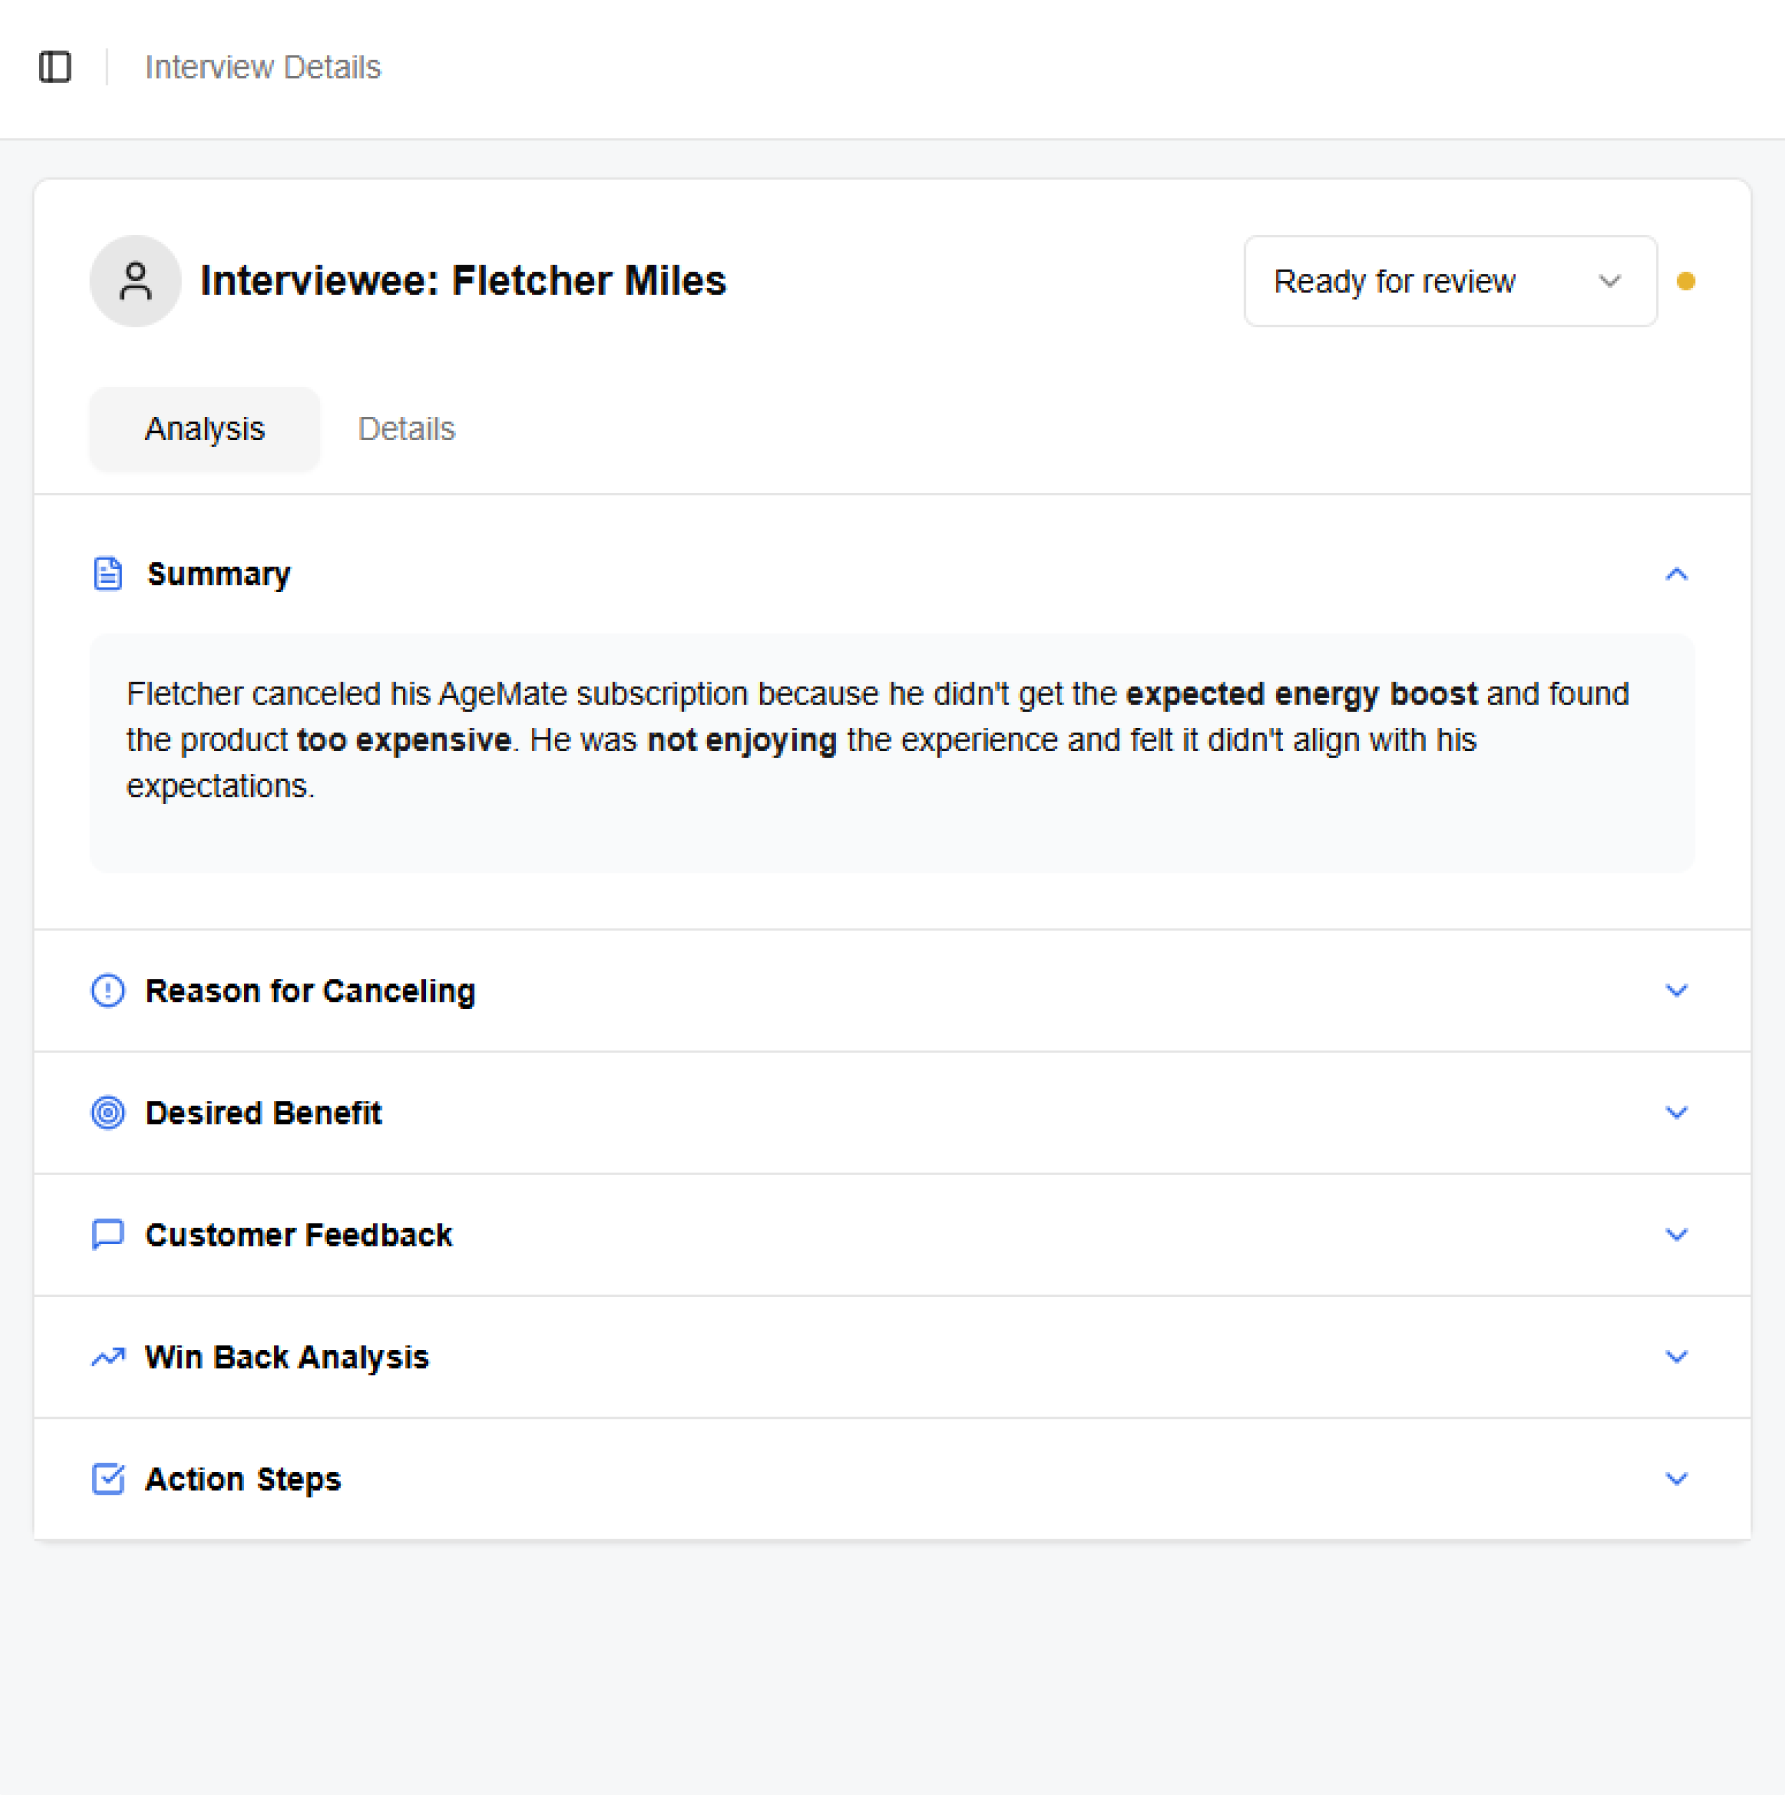 Interview Details
Interviewee: Fletcher Miles
Ready for review
Analysis
Details
Summary
Fletcher canceled his AgeMate subscription because he didn't get the expected energy boost and found
the product too expensive. He was not enjoying the experience and felt it didn't align with his
expectations.
Reason for Canceling
Desired Benefit
Customer Feedback
Win Back Analysis
Action Steps